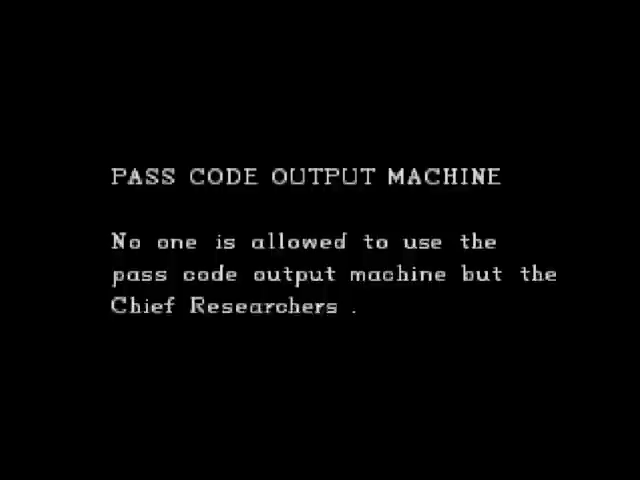 PASS CODE OUTPUT MACHINE
No one is allowed to use the
pass code output machine but the
Chief Researchers .